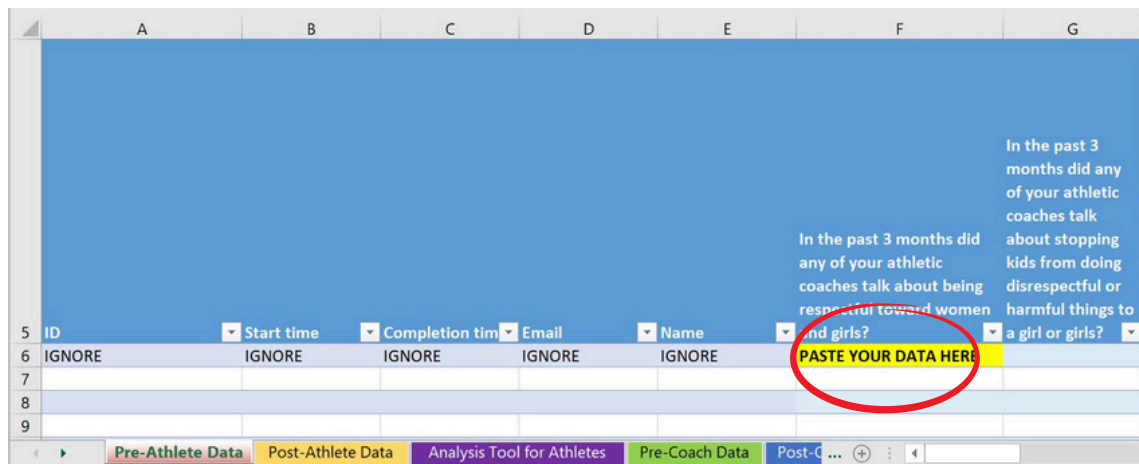 A B C D E F G
In the past 3
months did any
of your athletic
coaches talk
In the past 3 months did about stopping
any of your athletic kids from doing
coaches talk about being disrespectful or
respectful toward women harmful things to
5 ID Start time Completion tim Email Name and girls? a girl or girls?
6 IGNORE IGNORE IGNORE IGNORE IGNORE PASTE YOUR DATA HERE
7
8
9
Pre-Athlete Data Post-Athlete Data Analysis Tool for Athletes Pre-Coach Data Post-C ...